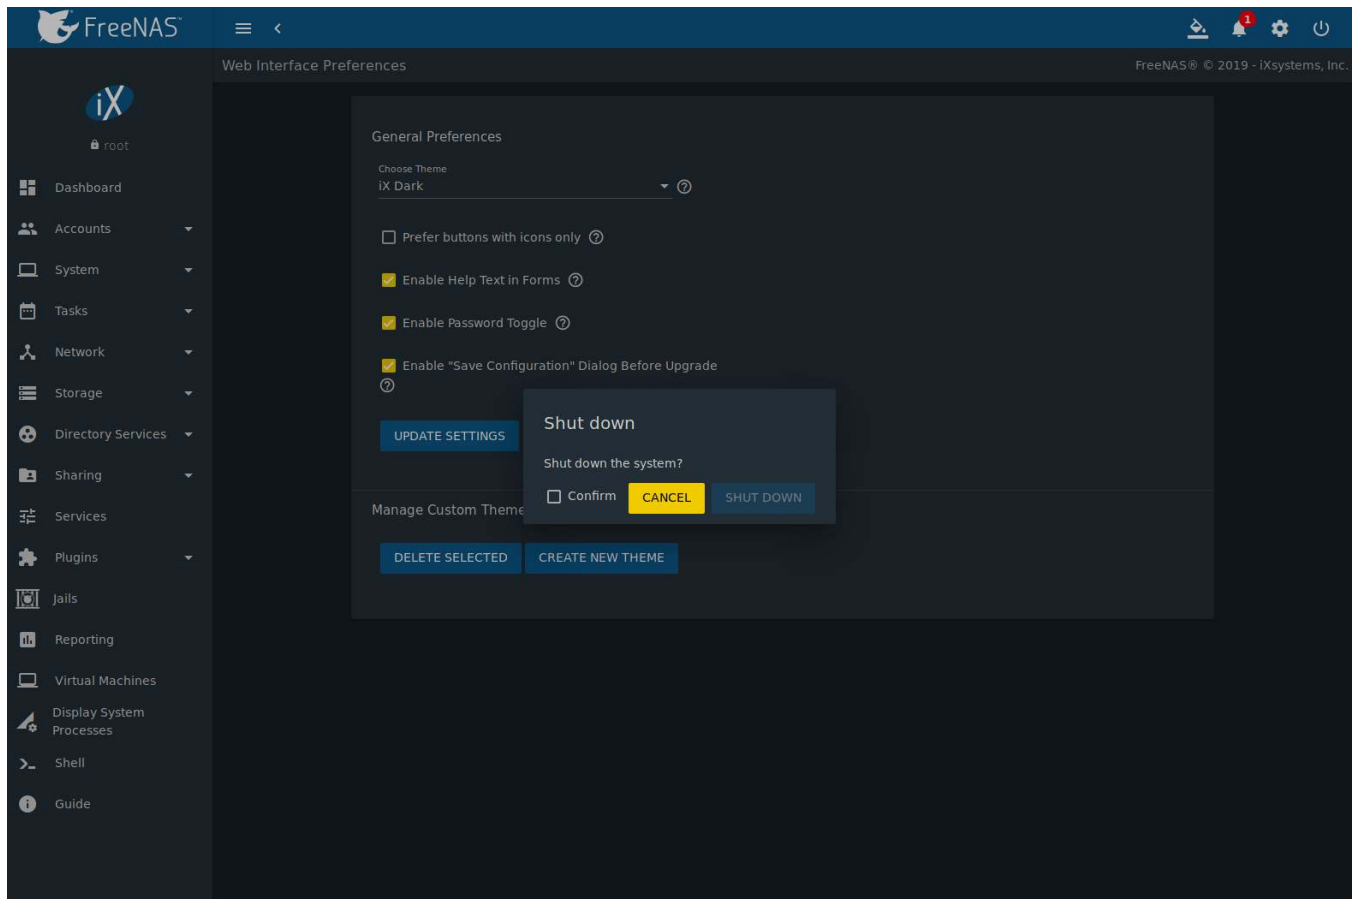 FreeNAS
1
Web Interface Preferences
FreeNAS® © 2019 - iXsystems, Inc.
iX
root
Dashboard
Accounts
System
Tasks
Network
Storage
Directory Services
Sharing
Services
Plugins
Jails
Reporting
Virtual Machines
Display System
Processes
Shell
Guide
General Preferences
Choose Theme
iX Dark
Prefer buttons with icons only
Enable Help Text in Forms
Enable Password Toggle
Enable "Save Configuration" Dialog Before Upgrade
UPDATE SETTINGS
Manage Custom Theme
DELETE SELECTED CREATE NEW THEME
Shut down
Shut down the system?
Confirm CANCEL SHUT DOWN